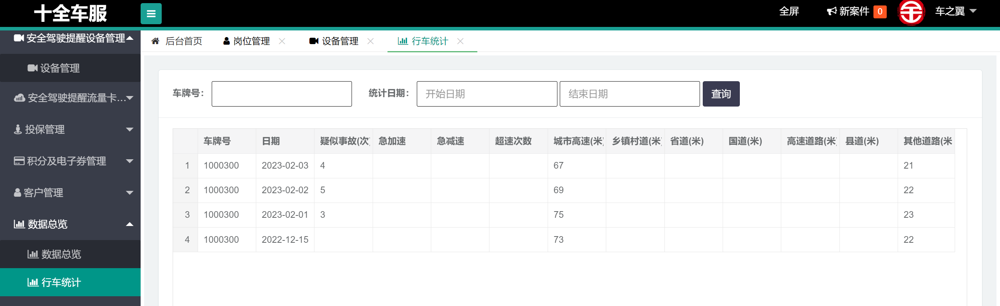 十全车服
全屏 新案件 0 车之翼
安全驾驶提醒设备管理
设备管理
安全驾驶提醒流量卡...
投保管理
积分及电子券管理
客户管理
数据总览
数据总览
行车统计
后台首页 岗位管理 设备管理 行车统计
车牌号： 统计日期： 开始日期 结束日期 查询
车牌号 日期 疑似事故(次) 急加速 急减速 超速次数 城市高速(米) 乡镇村道(米) 省道(米) 国道(米) 高速道路(米) 县道(米) 其他道路(米
1 1000300 2023-02-03 4 67 21
2 1000300 2023-02-02 5 69 22
3 1000300 2023-02-01 3 75 23
4 1000300 2022-12-15 73 22